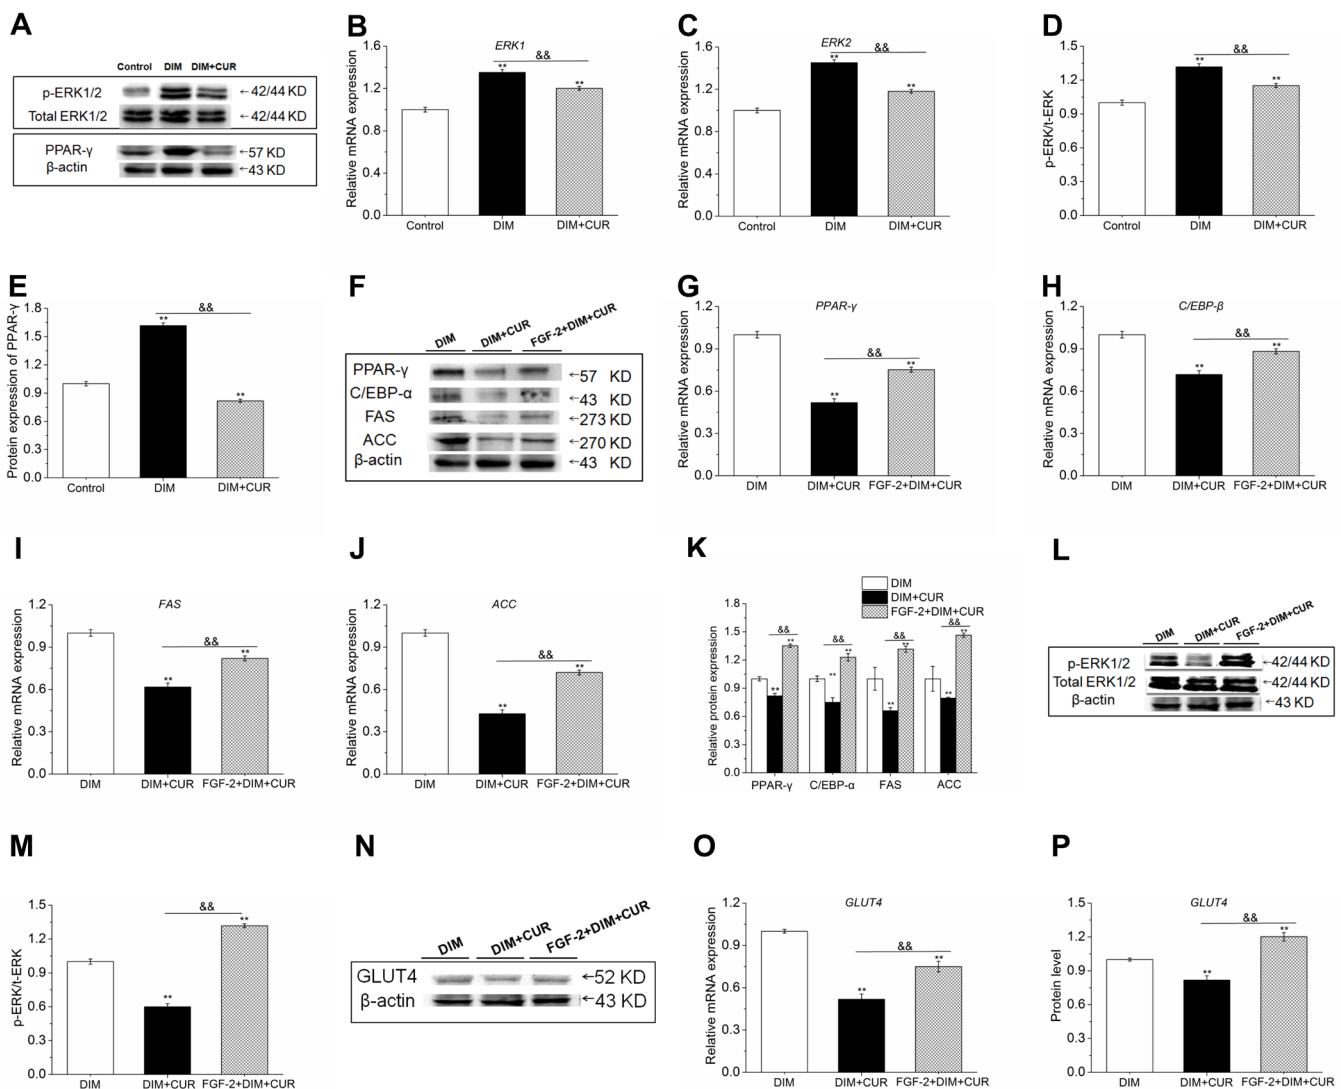 A
Control DIM DIM+CUR
p-ERK1/2 ←42/44 KD
Total ERK1/2 ←42/44 KD
PPAR-γ ←57 KD
β-actin ←43 KD
B
ERK1
&&
**
**
Relative mRNA expression
1.6
1.2
0.8
0.4
0.0
Control DIM DIM+CUR
C
ERK2
&&
**
**
Relative mRNA expression
1.6
1.2
0.8
0.4
0.0
Control DIM DIM+CUR
D
&&
**
**
p-ERK/t-ERK
1.5
1.2
0.9
0.6
0.3
0.0
Control DIM DIM+CUR
E
&&
**
**
Protein expression of PPAR-γ
1.8
1.5
1.2
0.9
0.6
0.3
0.0
Control DIM DIM+CUR
F
DIM DIM+CUR FGF-2+DIM+CUR
PPAR-γ ←57 KD
C/EBP-α ←43 KD
FAS ←273 KD
ACC ←270 KD
β-actin ←43 KD
G
PPAR-γ
&&
**
**
Relative mRNA expression
1.2
0.9
0.6
0.3
0.0
DIM DIM+CUR FGF-2+DIM+CUR
H
C/EBP-β
&&
**
**
Relative mRNA expression
1.2
0.9
0.6
0.3
0.0
DIM DIM+CUR FGF-2+DIM+CUR
I
FAS
&&
**
**
Relative mRNA expression
1.2
0.9
0.6
0.3
0.0
DIM DIM+CUR FGF-2+DIM+CUR
J
ACC
&&
**
**
Relative mRNA expression
1.2
0.9
0.6
0.3
0.0
DIM DIM+CUR FGF-2+DIM+CUR
K
DIM
DIM+CUR
FGF-2+DIM+CUR
&& && && &&
** ** ** **
** ** ** **
Relative protein expression
1.8
1.5
1.2
0.9
0.6
0.3
0.0
PPAR-γ C/EBP-α FAS ACC
L
DIM DIM+CUR FGF-2+DIM+CUR
p-ERK1/2 ←42/44 KD
Total ERK1/2 ←42/44 KD
β-actin ←43 KD
M
&&
**
**
p-ERK/t-ERK
1.5
1.2
0.9
0.6
0.3
0.0
DIM DIM+CUR FGF-2+DIM+CUR
N
DIM DIM+CUR FGF-2+DIM+CUR
GLUT4 ←52 KD
β-actin ←43 KD
O
GLUT4
&&
**
**
Relative mRNA expression
1.2
0.9
0.6
0.3
0.0
DIM DIM+CUR FGF-2+DIM+CUR
P
GLUT4
&&
**
**
Protein level
1.5
1.2
0.9
0.6
0.3
0.0
DIM DIM+CUR FGF-2+DIM+CUR